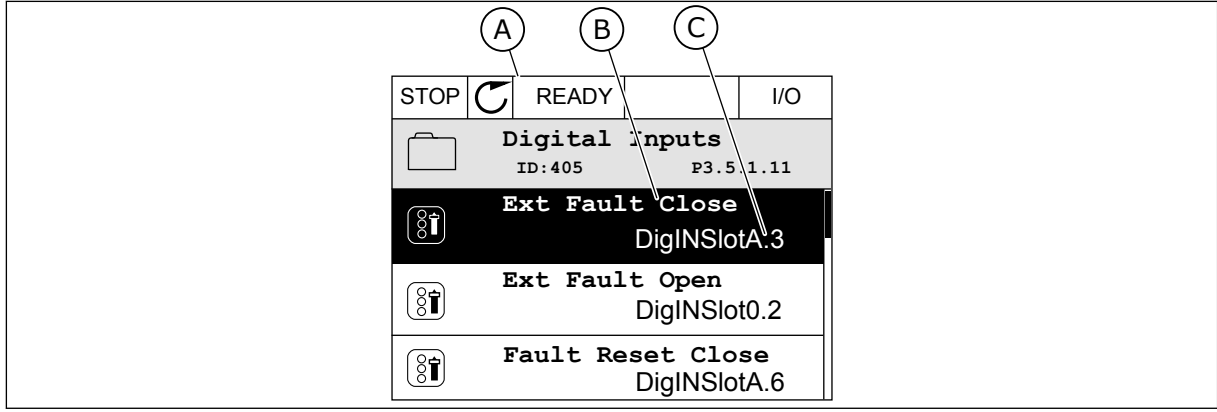 A B C
STOP READY I/O
Digital Inputs
ID:405 P3.5.1.11
Ext Fault Close
DigINSlotA.3
Ext Fault Open
DigINSlot0.2
Fault Reset Close
DigINSlotA.6